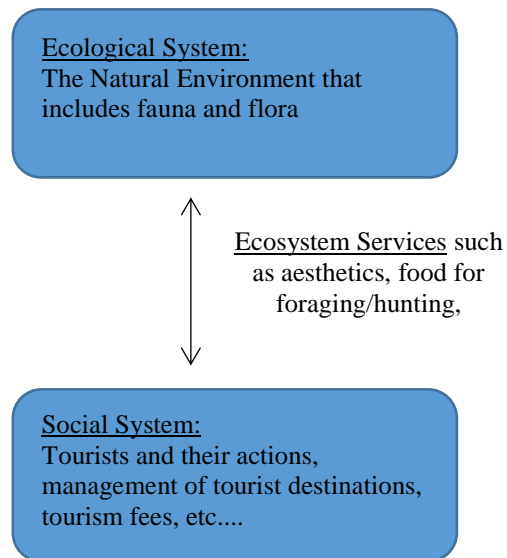 Ecological System:
The Natural Environment that
includes fauna and flora
Ecosystem Services such
as aesthetics, food for
foraging/hunting,
Social System:
Tourists and their actions,
management of tourist destinations,
tourism fees, etc....